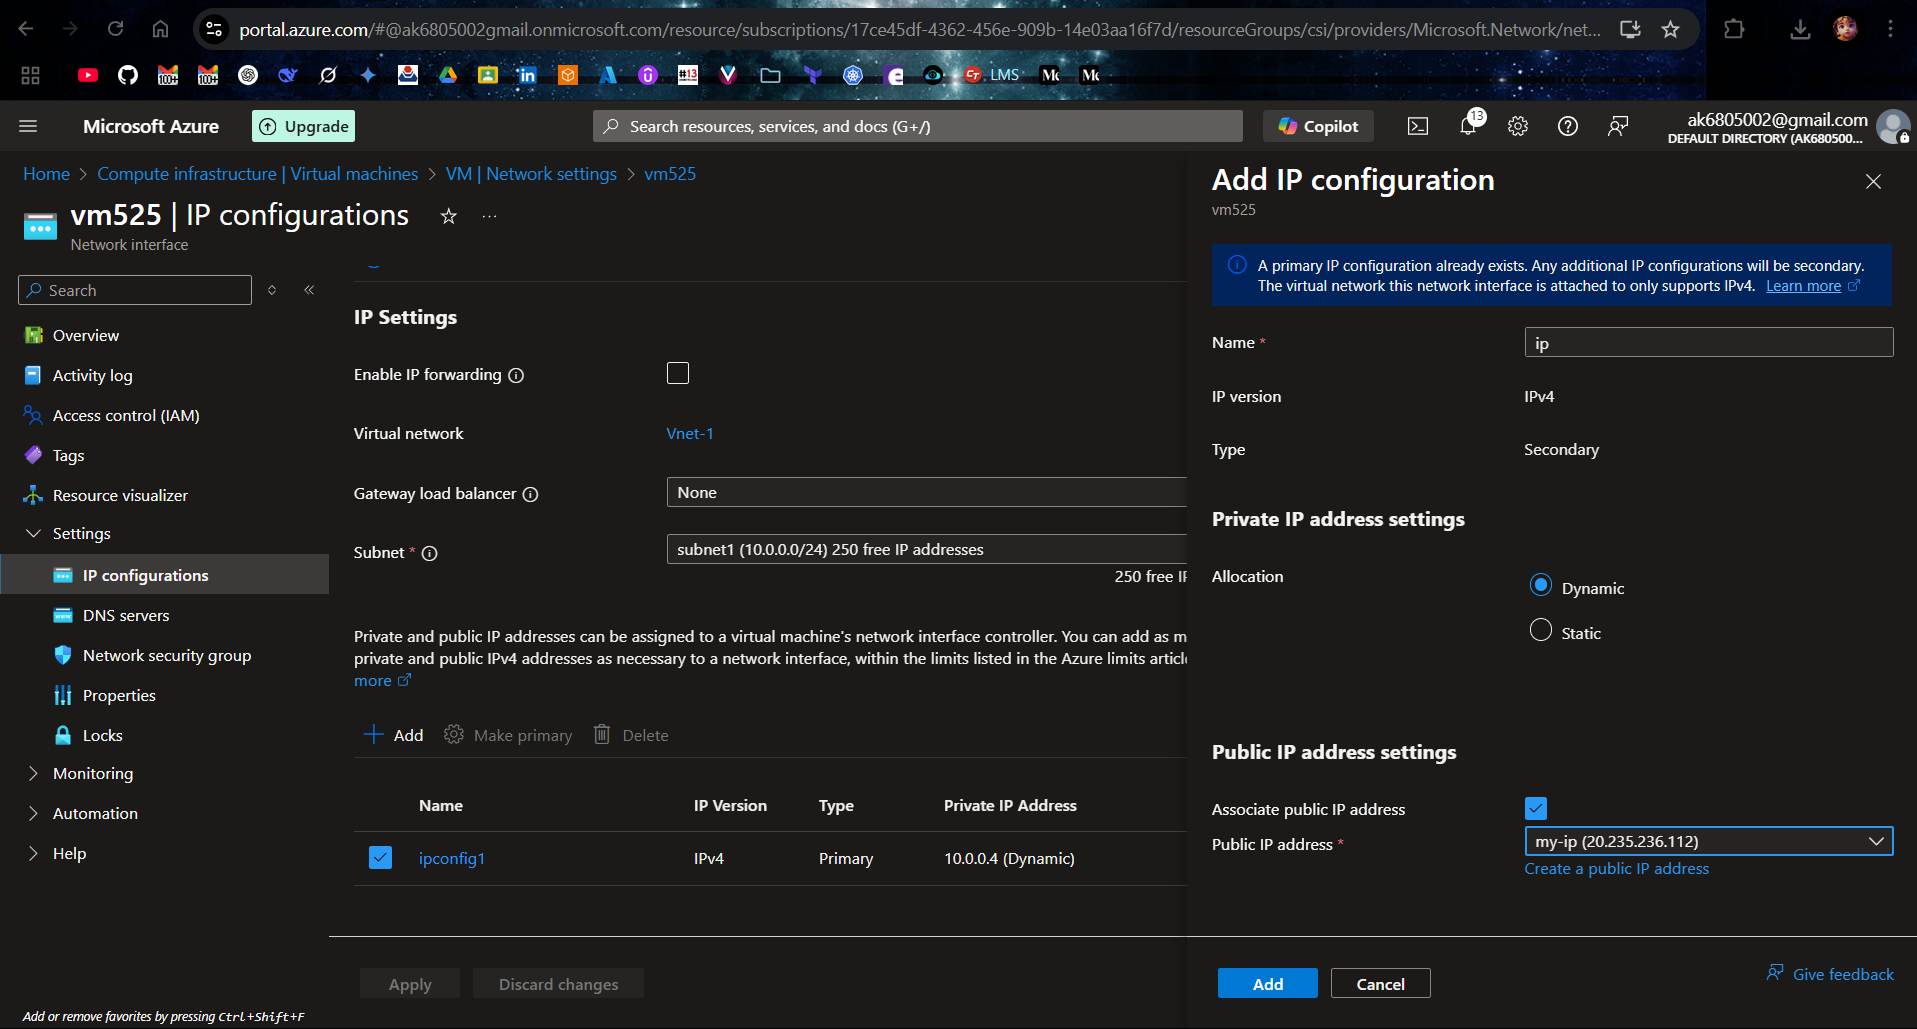 portal.azure.com/#@ak6805002gmail.onmicrosoft.com/resource/subscriptions/17ce45df-4362-456e-909b-14e03aa16f7d/resourceGroups/csi/providers/Microsoft.Network/net...
100+
100+
#13
LMS
Microsoft Azure
Upgrade
Search resources, services, and docs (G+/)
Copilot
13
ak6805002@gmail.com
DEFAULT DIRECTORY (AK680500...
Home > Compute infrastructure | Virtual machines > VM | Network settings > vm525
vm525 | IP configurations
Network interface
Search
Overview
Activity log
Access control (IAM)
Tags
Resource visualizer
Settings
IP configurations
DNS servers
Network security group
Properties
Locks
Monitoring
Automation
Help
Add or remove favorites by pressing Ctrl+Shift+F
IP Settings
Enable IP forwarding
Virtual network
Vnet-1
Gateway load balancer
None
Subnet *
subnet1 (10.0.0.0/24) 250 free IP addresses
250 free IP
Private and public IP addresses can be assigned to a virtual machine's network interface controller. You can add as m
private and public IPv4 addresses as necessary to a network interface, within the limits listed in the Azure limits article
more
Add
Make primary
Delete
Name IP Version Type Private IP Address
ipconfig1 IPv4 Primary 10.0.0.4 (Dynamic)
Apply
Discard changes
Add IP configuration
vm525
A primary IP configuration already exists. Any additional IP configurations will be secondary.
The virtual network this network interface is attached to only supports IPv4. Learn more
Name *
ip
IP version
IPv4
Type
Secondary
Private IP address settings
Allocation
Dynamic
Static
Public IP address settings
Associate public IP address
Public IP address *
my-ip (20.235.236.112)
Create a public IP address
Add
Cancel
Give feedback